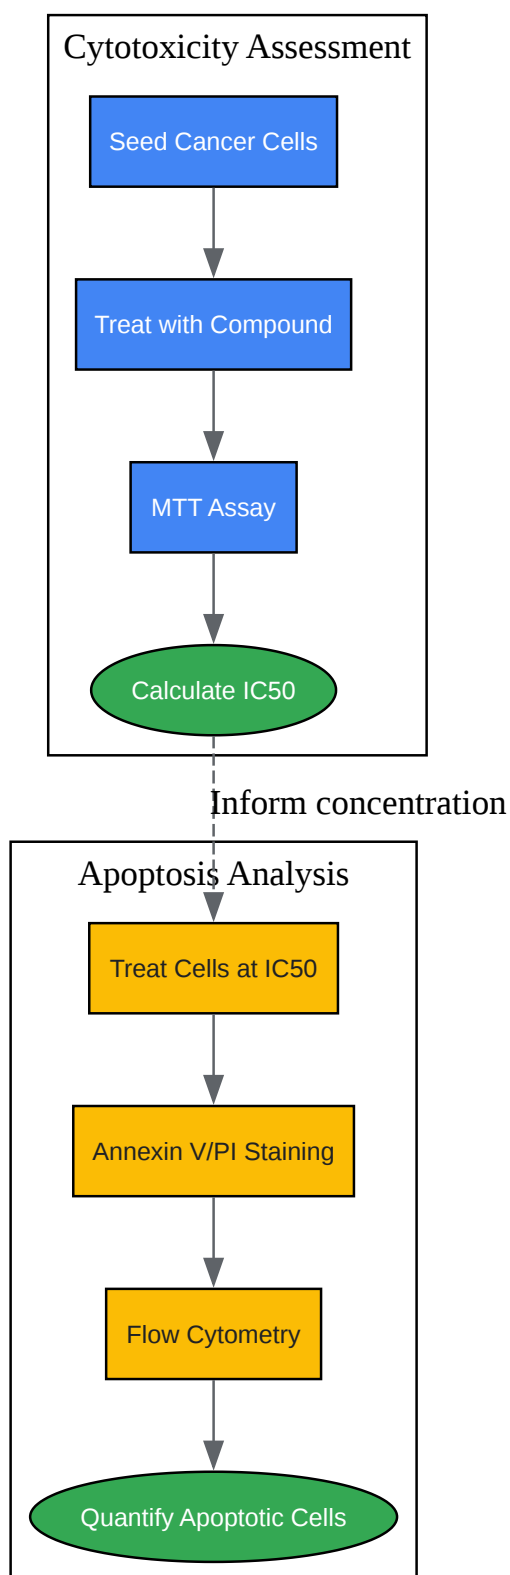 Cytotoxicity Assessment
Seed Cancer Cells
Treat with Compound
MTT Assay
Calculate IC50
Inform concentration
Apoptosis Analysis
Treat Cells at IC50
Annexin V/PI Staining
Flow Cytometry
Quantify Apoptotic Cells